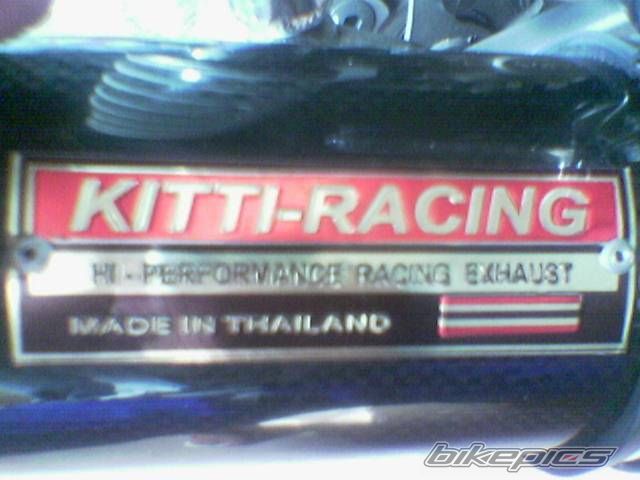 KITTI-RACING
HI - PERFORMANCE RACING EXHAUST
MADE IN THAILAND
bikepics